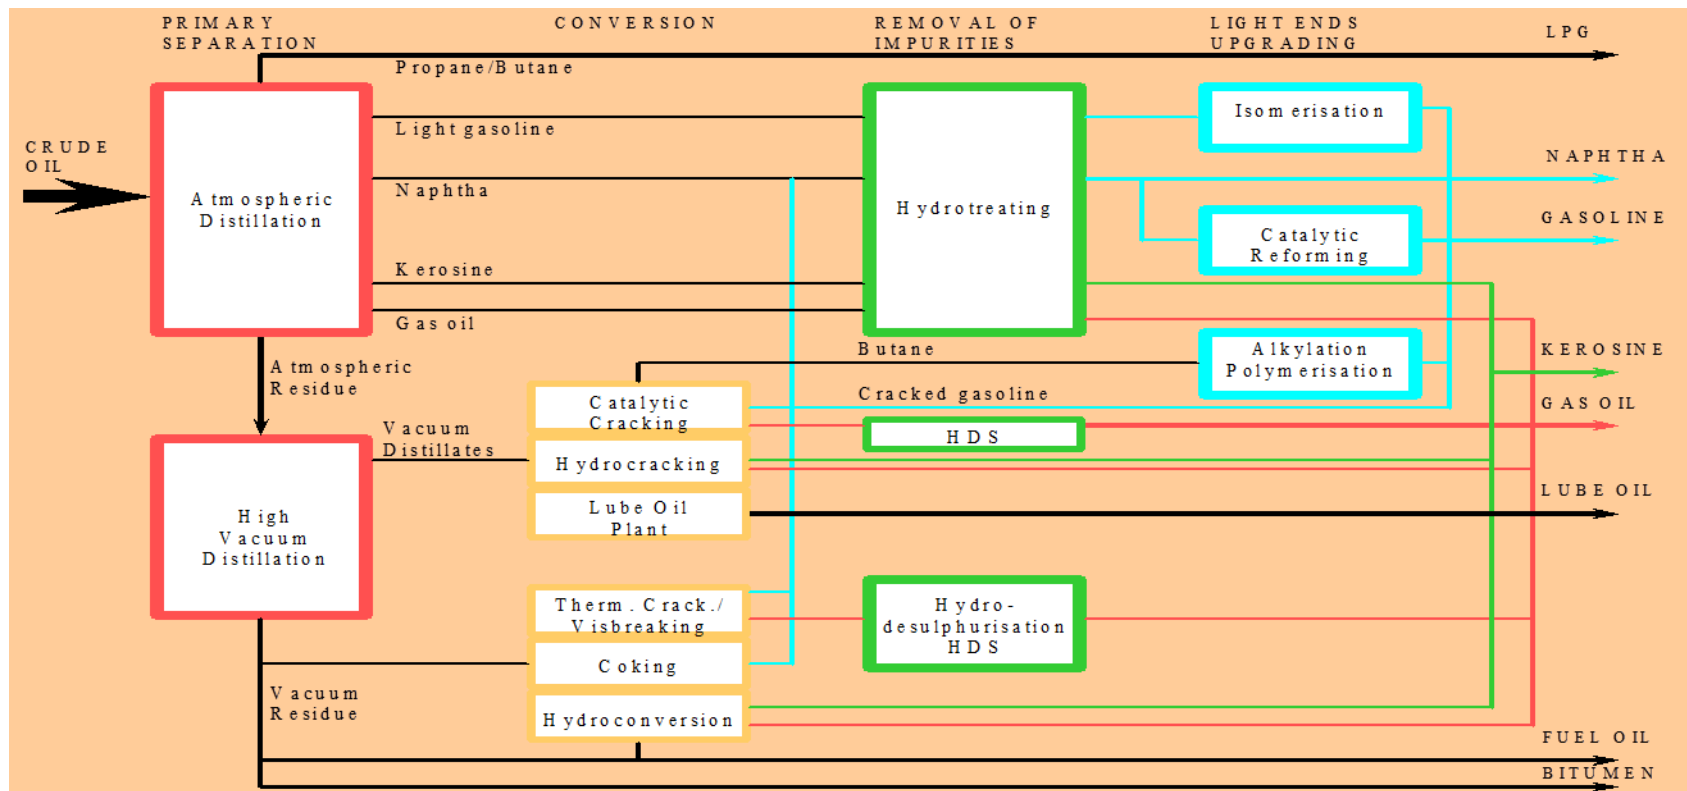 PRIMARY
SEPARATION
CONVERSION
REMOVAL OF
IMPURITIES
LIGHT ENDS
UPGRADING
LPG
Propane/Butane
Isomerisation
Light gasoline
CRUDE
OIL
NAPHTHA
Naphtha
Atmospheric
Distillation
Hydrotreating
GASOLINE
Catalytic
Reforming
Kerosine
Gas oil
Butane
Alkylation
Polymerisation
KEROSINE
Atmospheric
Residue
Cracked gasoline
Catalytic
Cracking
GAS OIL
Vacuum
Distillates
HDS
Hydrocracking
LUBE OIL
Lube Oil
Plant
High
Vacuum
Distillation
Therm. Crack./
Visbreaking
Hydro-
desulphurisation
HDS
Coking
Vacuum
Residue
Hydroconversion
FUEL OIL
BITUMEN